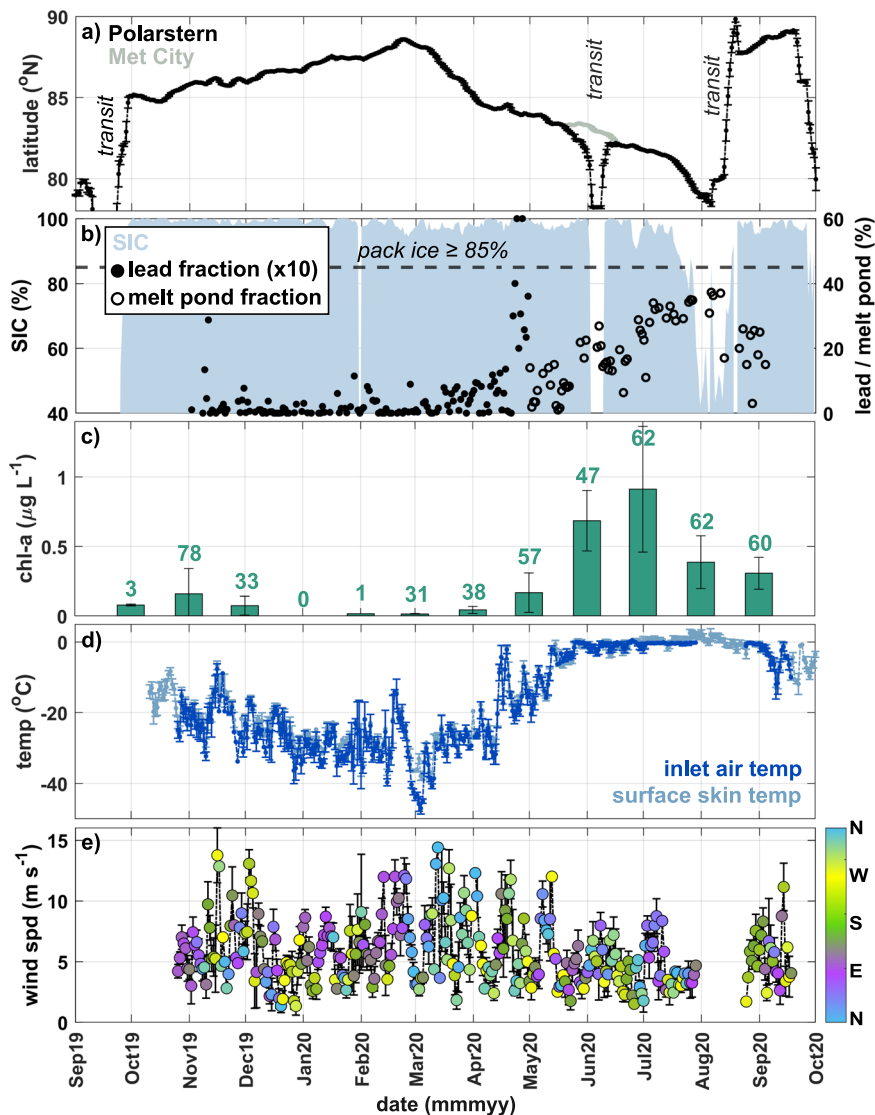 a)
Polarstern
Met City
transit
transit
transit
latitude (°N)
90
85
80
b)
SIC
lead fraction (x10)
melt pond fraction
pack ice ≥ 85%
SIC (%)
100
80
60
40
lead / melt pond (%)
60
40
20
0
c)
chl-a (μg L⁻¹)
1
0.5
0
3
78
33
0
1
31
38
57
47
62
62
60
d)
temp (°C)
0
-20
-40
inlet air temp
surface skin temp
e)
wind spd (m s⁻¹)
15
10
5
0
N
W
S
E
N
Sep19
Oct19
Nov19
Dec19
Jan20
Feb20
Mar20
Apr20
May20
Jun20
Jul20
Aug20
Sep20
Oct20
date (mmmyy)